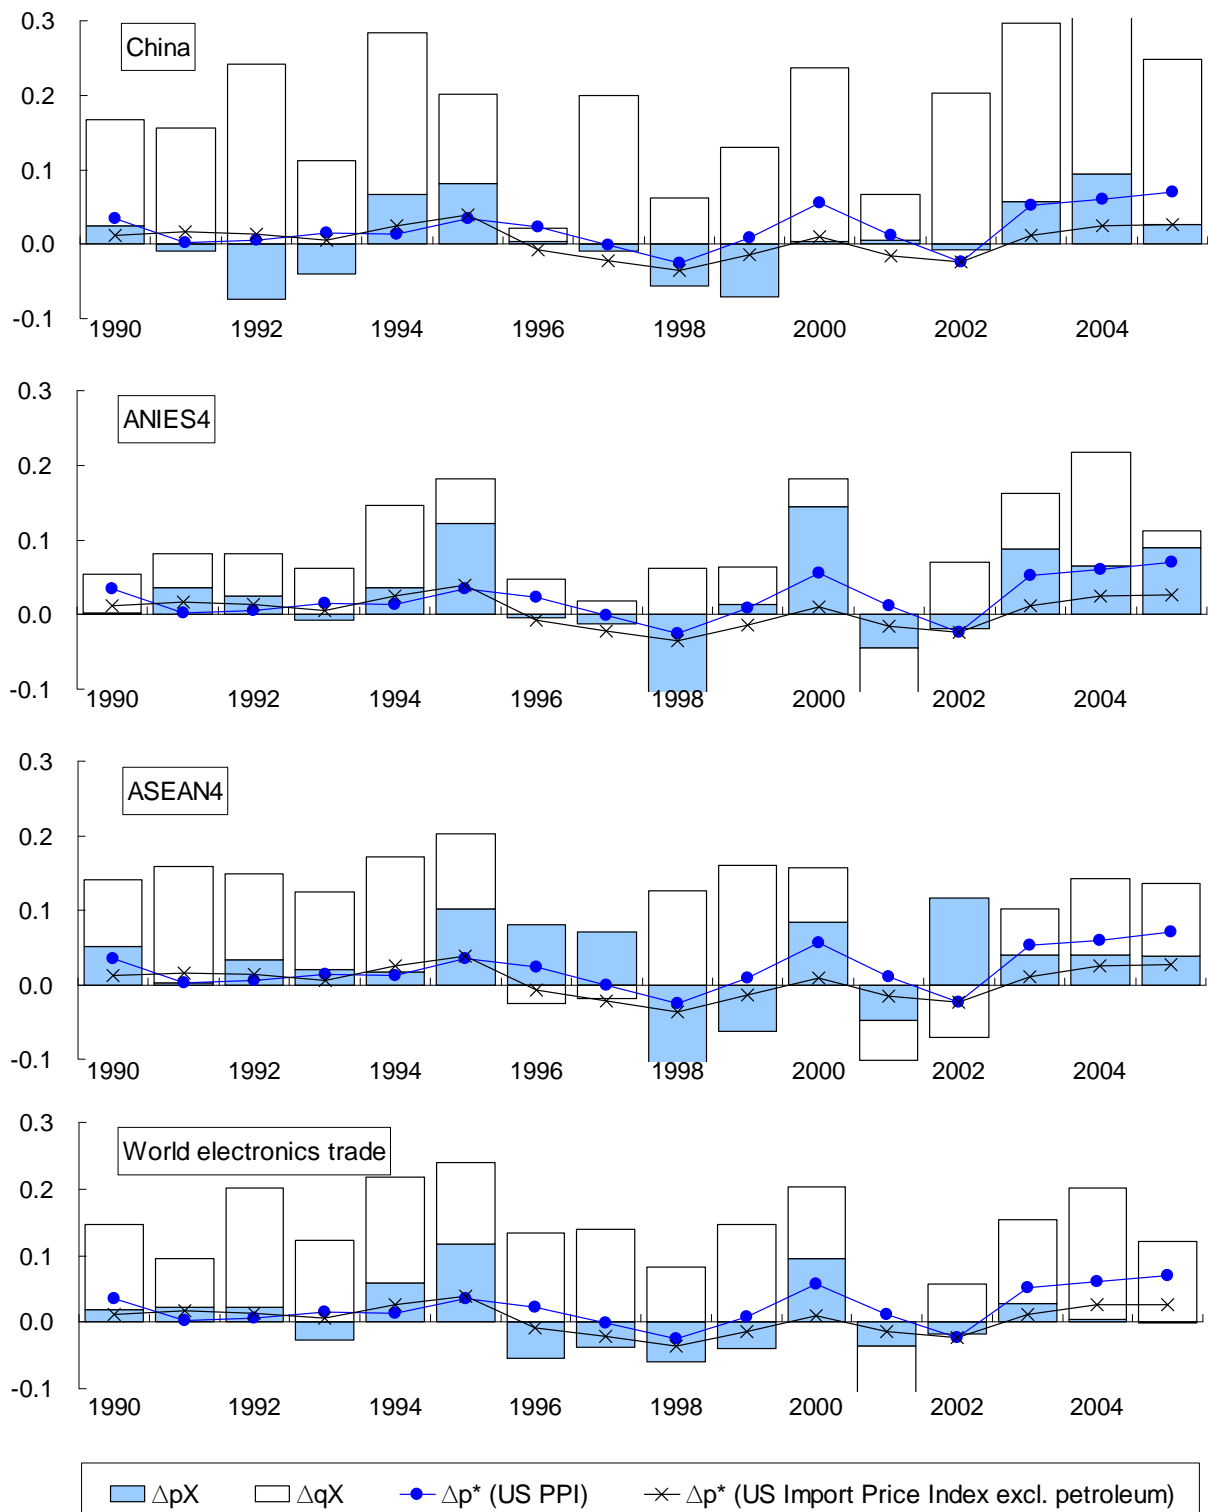 0.3
China
0.2
0.1
0.0
-0.1
1990 1992 1994 1996 1998 2000 2002 2004
0.3
ANIES4
0.2
0.1
0.0
-0.1
1990 1992 1994 1996 1998 2000 2002 2004
0.3
ASEAN4
0.2
0.1
0.0
-0.1
1990 1992 1994 1996 1998 2000 2002 2004
0.3
World electronics trade
0.2
0.1
0.0
-0.1
1990 1992 1994 1996 1998 2000 2002 2004
ΔpX ΔqX Δp* (US PPI) Δp* (US Import Price Index excl. petroleum)